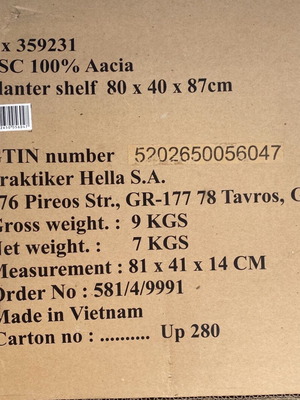 x 359231
SC 100% Aacia
lanter shelf 80 x 40 x 87cm
GTIN number 5202650056047
raktiker Hella S.A.
76 Pireos Str., GR-177 78 Tavros, G
Gross weight. : 9 KGS
Net weight. : 7 KGS
Measurement : 81 x 41 x 14 CM
Order No : 581/4/9991
Made in Vietnam
Carton no : .......... Up 280